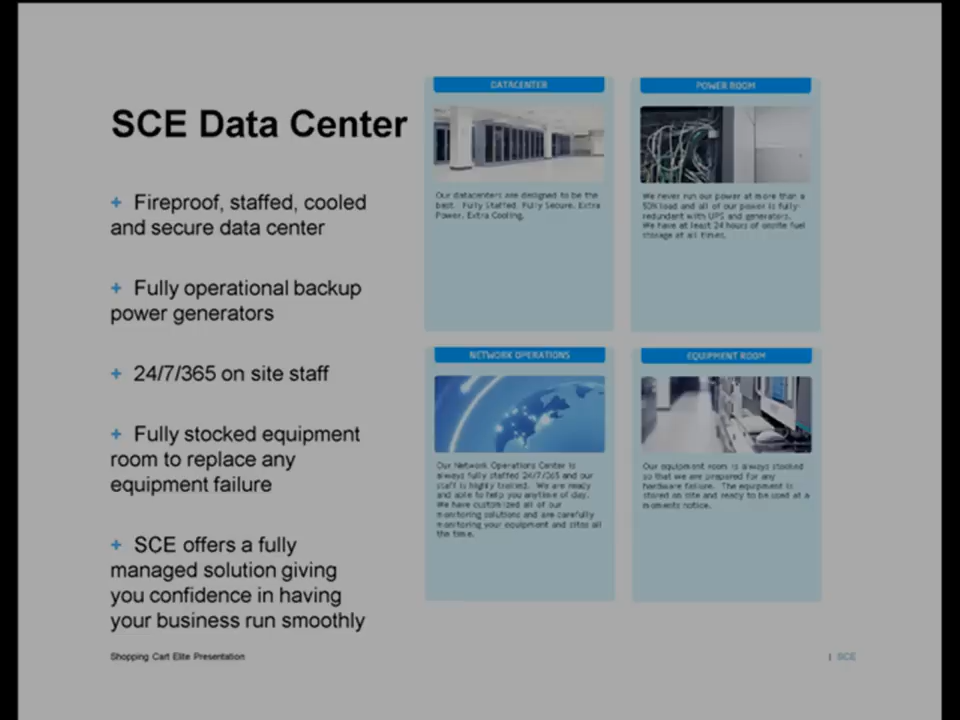 SCE Data Center
+ Fireproof, staffed, cooled
and secure data center
+ Fully operational backup
power generators
+ 24/7/365 on site staff
+ Fully stocked equipment
room to replace any
equipment failure
+ SCE offers a fully
managed solution giving
you confidence in having
your business run smoothly
DATACENTER
Our datacenters are designed to be the
best. Fully Staffed. Fully Secure. Extra
Power. Extra Cooling.
POWER ROOM
We never run our power at more than a
50% load and all of our power is fully
redundant with UPS and generators.
We have at least 24 hours of onsite fuel
storage at all times.
NETWORK OPERATIONS
Our Network Operations Center is
always fully staffed 24/7/365 and our
staff is highly trained. We are ready
and able to help you anytime of day.
We have customized all of our
monitoring solutions and are carefully
monitoring your equipment and sites all
the time.
EQUIPMENT ROOM
Our equipment room is always stocked
so that we are prepared for any
hardware failure. The equipment is
stored on site and ready to be used at a
moments notice.
Shopping Cart Elite Presentation
| SCE